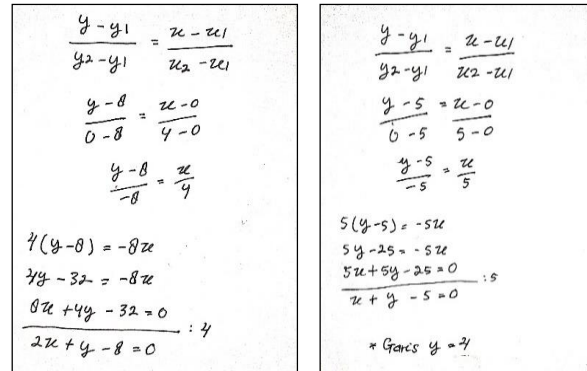 y - y1 / y2 - y1 = x - x1 / x2 - x1
y - 8 / 0 - 8 = x - 0 / 4 - 0
y - 8 / -8 = x / 4
4(y-8) = -8x
4y - 32 = -8x
8x + 4y - 32 = 0 : 4
2x + y - 8 = 0
y - y1 / y2 - y1 = x - x1 / x2 - x1
y - 5 / 0 - 5 = x - 0 / 5 - 0
y - 5 / -5 = x / 5
5(y-5) = -5x
5y - 25 = -5x
5x + 5y - 25 = 0 : 5
x + y - 5 = 0
* Garis y = 4